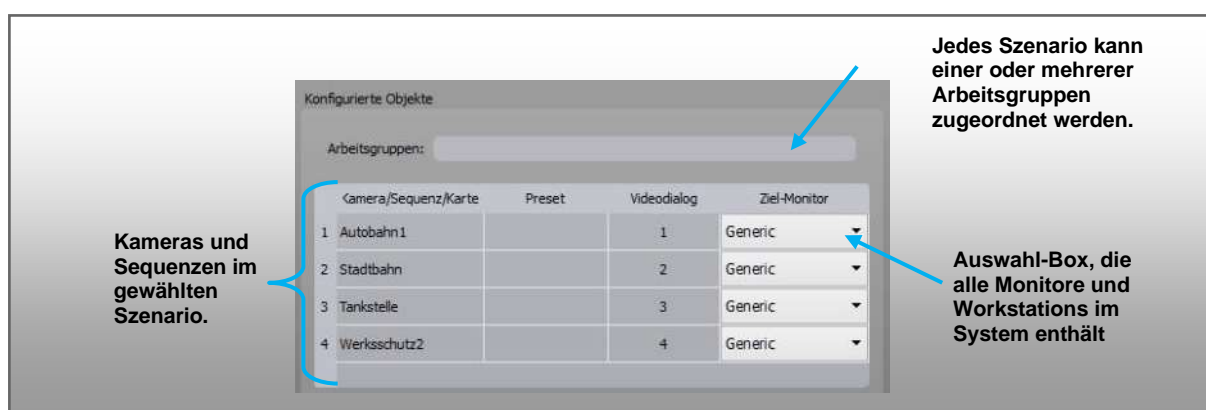 Jedes Szenario kann
einer oder mehrerer
Arbeitsgruppen
zugeordnet werden.
Konfigurierte Objekte
Arbeitsgruppen:
Kamera/Sequenz/Karte Preset Videodialog Ziel-Monitor
1 Autobahn1 1 Generic
2 Stadtbahn 2 Generic
3 Tankstelle 3 Generic
4 Werksschutz2 4 Generic
Kameras und
Sequenzen im
gewählten
Szenario.
Auswahl-Box, die
alle Monitore und
Workstations im
System enthält